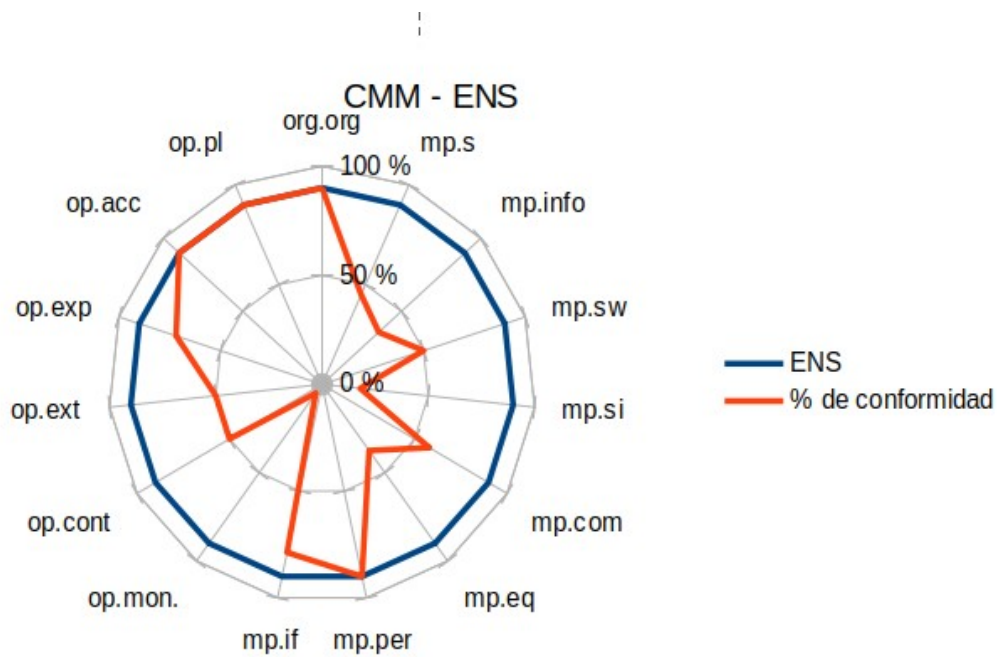 CMM - ENS
org.org
op.pl
mp.s
100 %
op.acc
mp.info
50 %
op.exp
mp.sw
ENS
0 %
% de conformidad
op.ext
mp.si
op.cont
mp.com
op.mon.
mp.eq
mp.if
mp.per